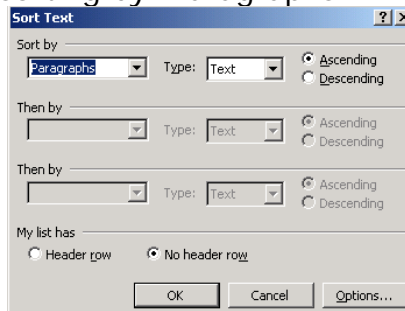 Sort Text
Sort by
Paragraphs Type: Text Ascending
Descending
Then by
Type: Text Ascending
Descending
Then by
Type: Text Ascending
Descending
My list has
Header row No header row
OK Cancel Options...